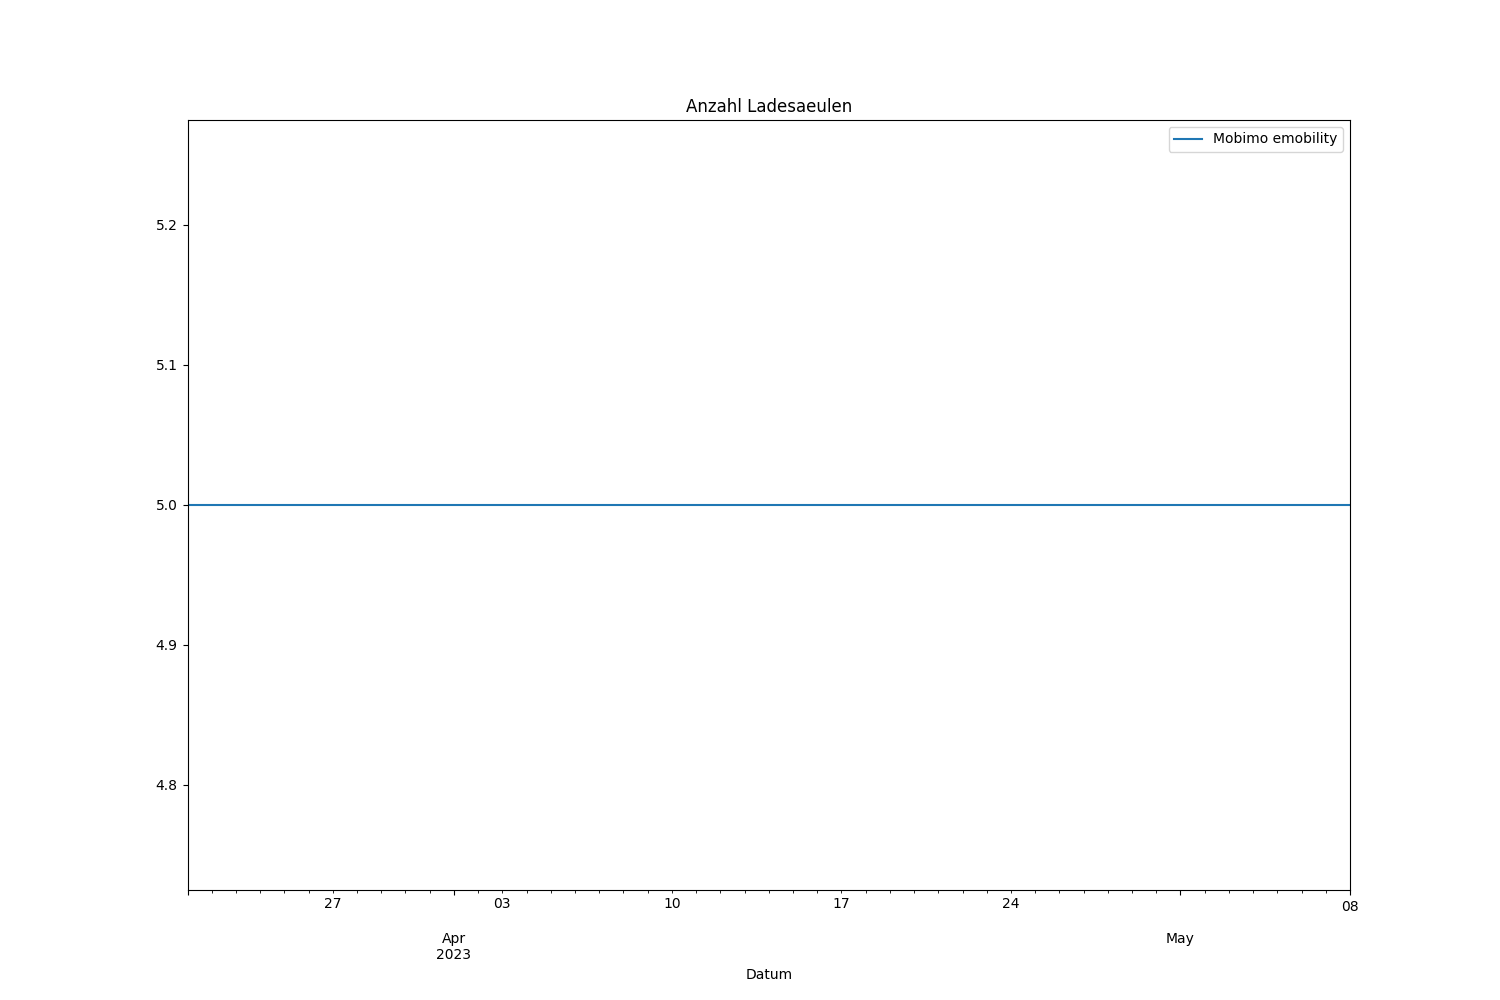 Anzahl Ladesaeulen
Mobimo emobility
5.2
5.1
5.0
4.9
4.8
27 03 10 17 24 08
Apr May
2023
Datum